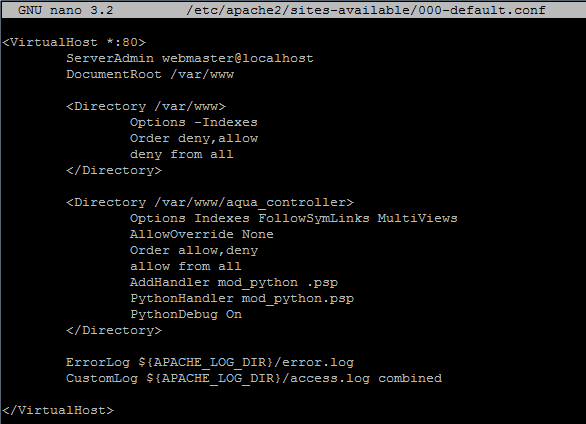 GNU nano 3.2 /etc/apache2/sites-available/000-default.conf
<VirtualHost *:80>
ServerAdmin webmaster@localhost
DocumentRoot /var/www
<Directory /var/www>
Options -Indexes
Order deny,allow
deny from all
</Directory>
<Directory /var/www/aqua_controller>
Options Indexes FollowSymLinks MultiViews
AllowOverride None
Order allow,deny
allow from all
AddHandler mod_python .psp
PythonHandler mod_python.psp
PythonDebug On
</Directory>
ErrorLog ${APACHE_LOG_DIR}/error.log
CustomLog ${APACHE_LOG_DIR}/access.log combined
</VirtualHost>